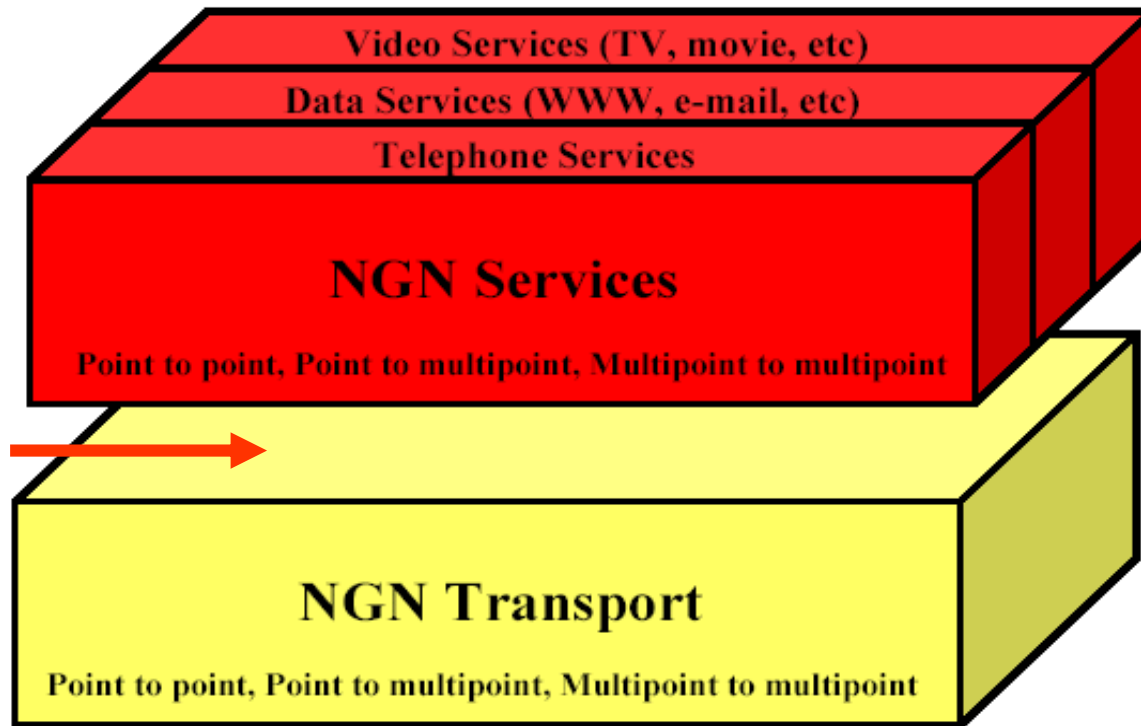 Video Services (TV, movie, etc)
Data Services (WWW, e-mail, etc)
Telephone Services
NGN Services
Point to point, Point to multipoint, Multipoint to multipoint
NGN Transport
Point to point, Point to multipoint, Multipoint to multipoint